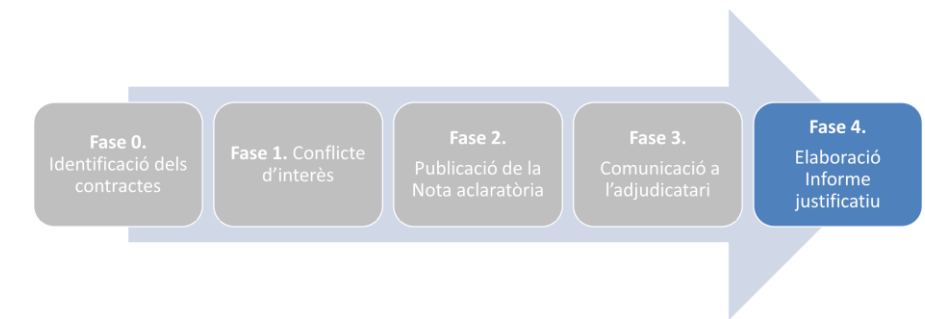 Fase 0.
Identificació dels
contractes
Fase 1. Conflicte
d'interès
Fase 2.
Publicació de la
Nota aclaratòria
Fase 3.
Comunicació a
l'adjudicatari
Fase 4.
Elaboració
Informe
justificatiu